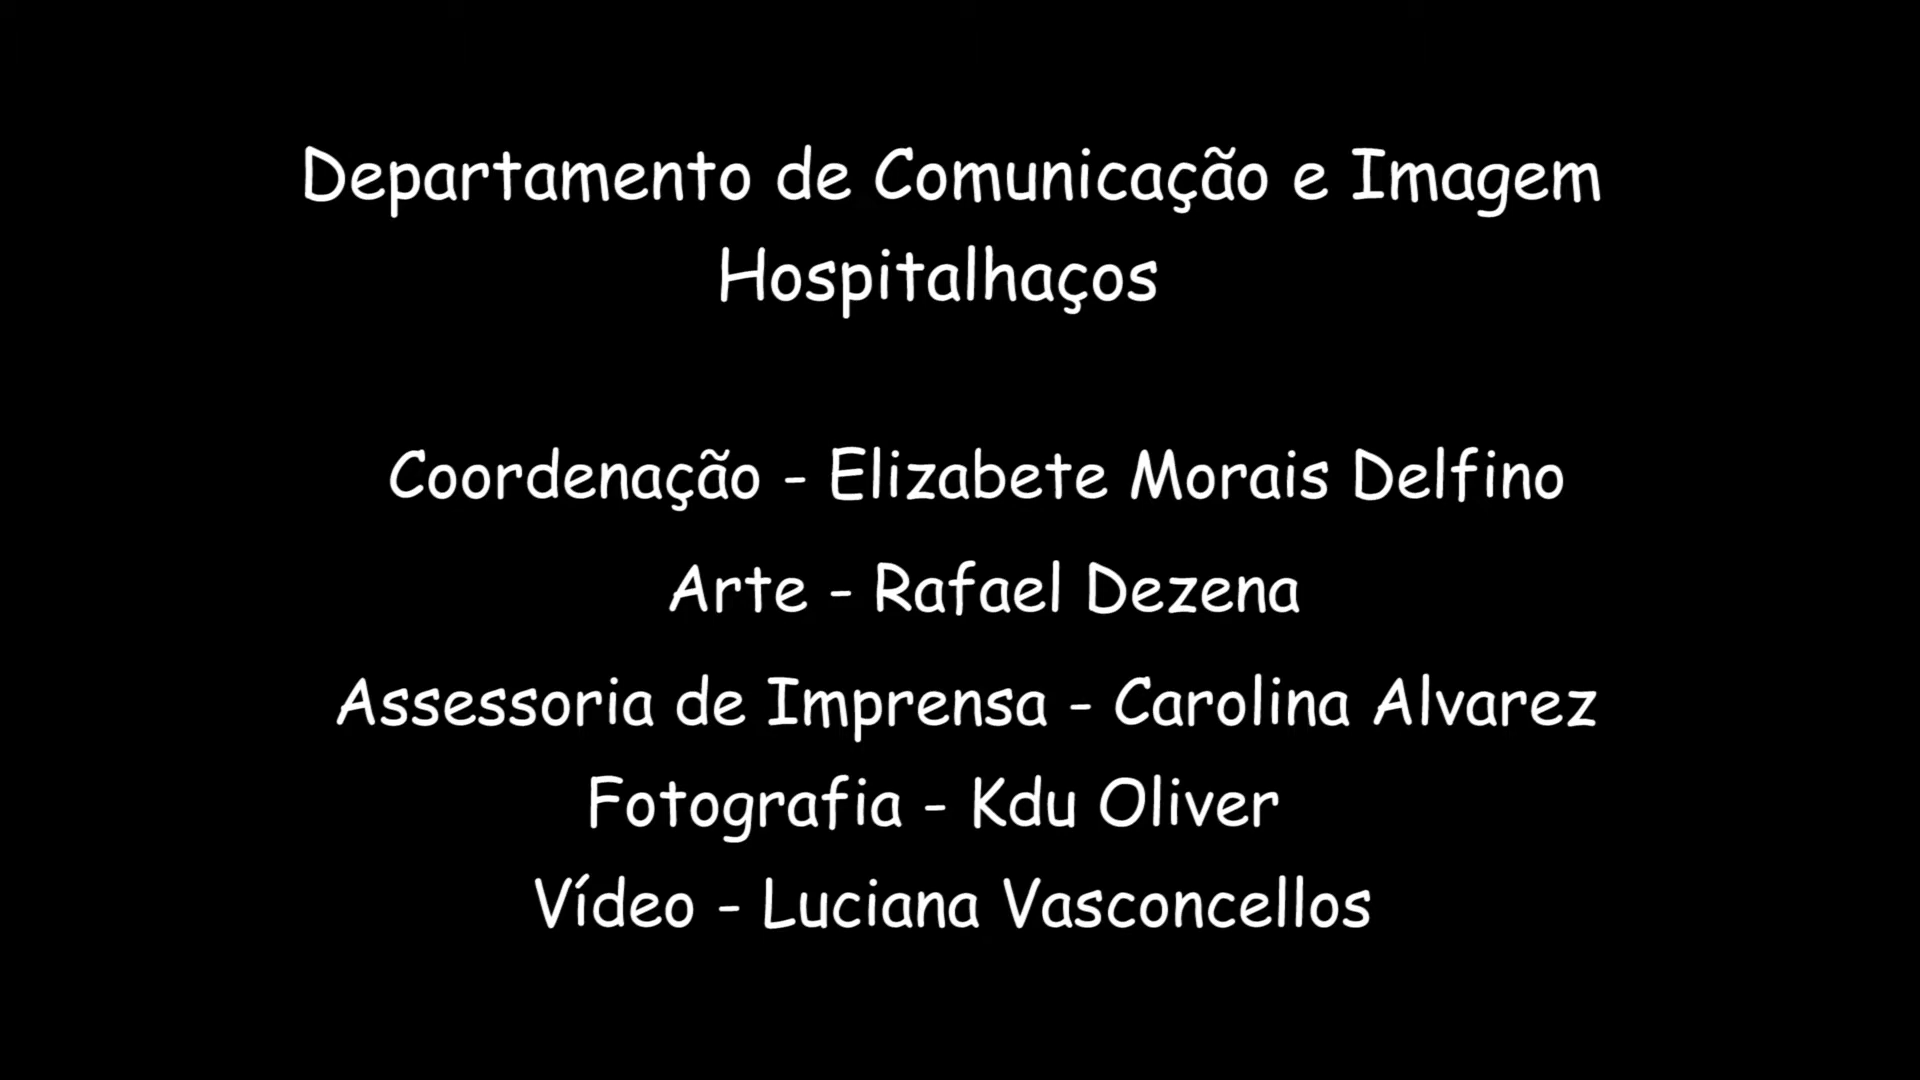 Departamento de Comunicação e Imagem
Hospitalhaços
Coordenação - Elizabete Morais Delfino
Arte - Rafael Dezena
Assessoria de Imprensa - Carolina Alvarez
Fotografia - Kdu Oliver
Vídeo - Luciana Vasconcellos